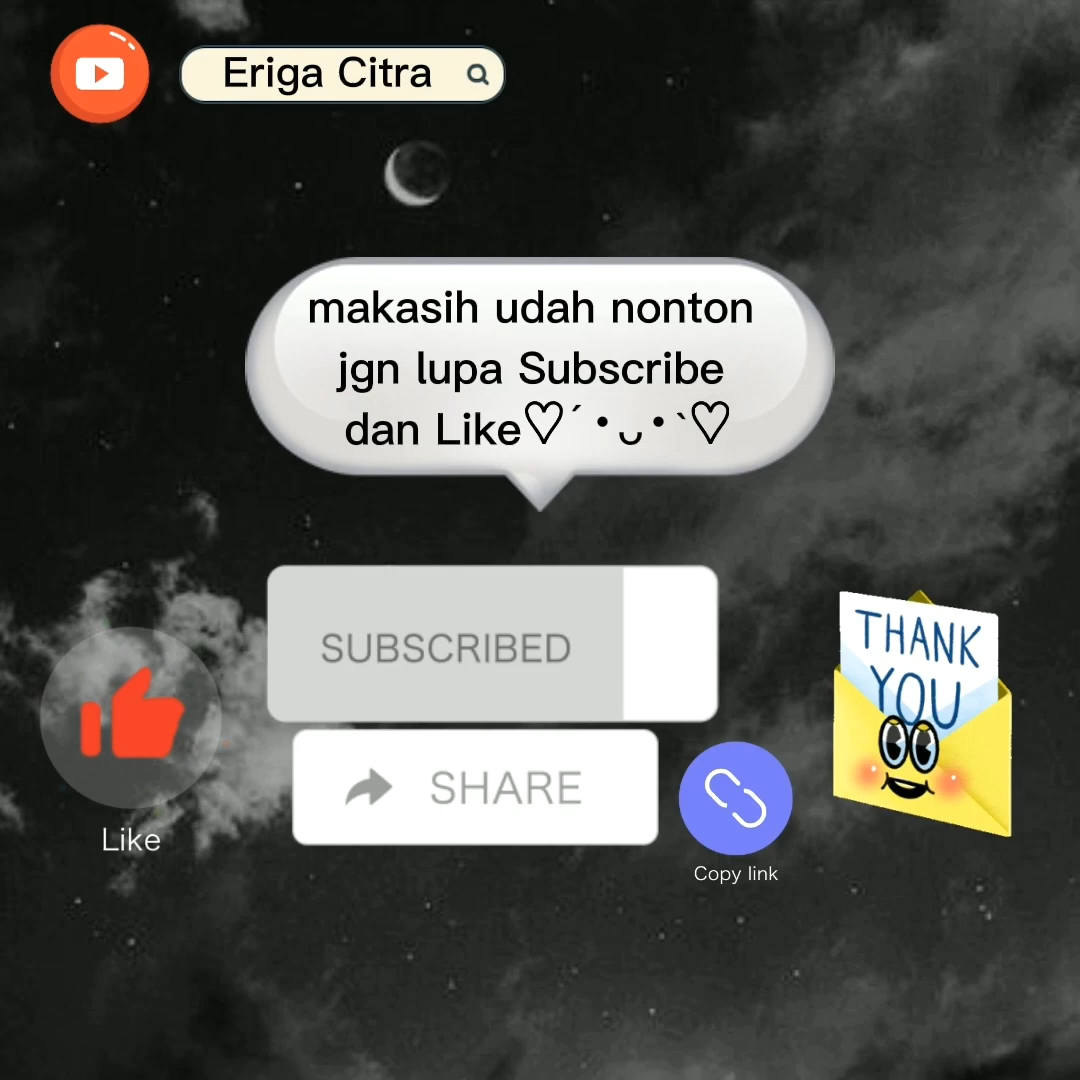 Eriga Citra
makasih udah nonton
jgn lupa Subscribe
dan Like♡´・ᴗ・`♡
SUBSCRIBED
THANK
YOU
SHARE
Like
Copy link